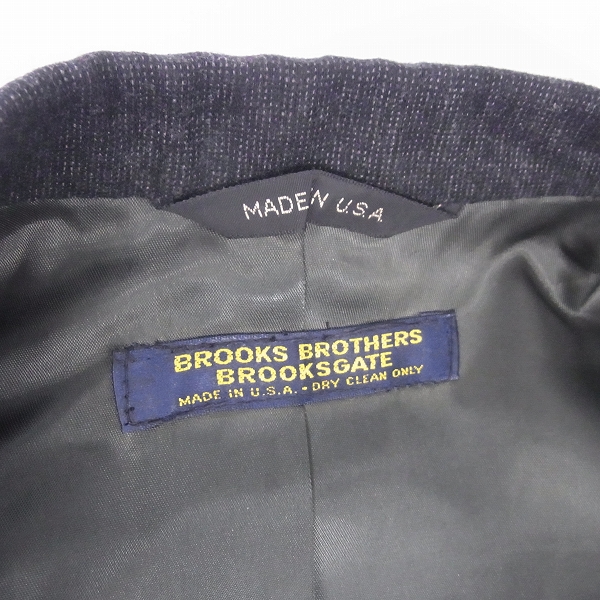 MADE IN U.S.A.
BROOKS BROTHERS
BROOKSGATE
MADE IN U.S.A. • DRY CLEAN ONLY